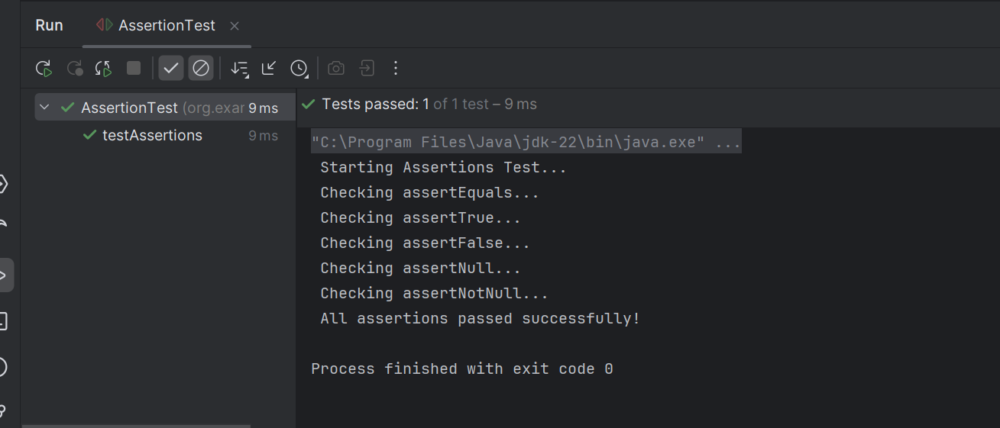 Run AssertionTest
AssertionTest (org.exar 9 ms
testAssertions 9 ms
Tests passed: 1 of 1 test – 9 ms
"C:\Program Files\Java\jdk-22\bin\java.exe" ...
Starting Assertions Test...
Checking assertEquals...
Checking assertTrue...
Checking assertFalse...
Checking assertNull...
Checking assertNotNull...
All assertions passed successfully!
Process finished with exit code 0